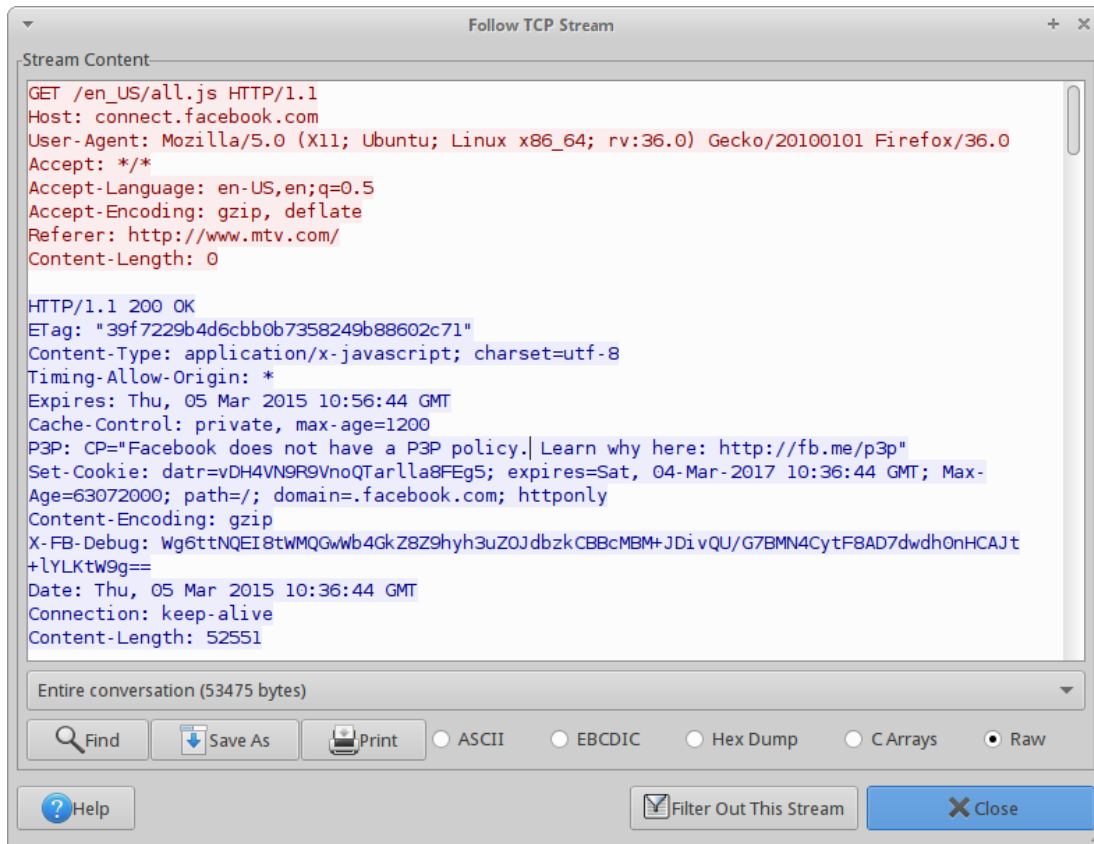 Follow TCP Stream
Stream Content
GET /en_US/all.js HTTP/1.1
Host: connect.facebook.com
User-Agent: Mozilla/5.0 (X11; Ubuntu; Linux x86_64; rv:36.0) Gecko/20100101 Firefox/36.0
Accept: */*
Accept-Language: en-US,en;q=0.5
Accept-Encoding: gzip, deflate
Referer: http://www.mtv.com/
Content-Length: 0
HTTP/1.1 200 OK
ETag: "39f7229b4d6cbb0b7358249b88602c71"
Content-Type: application/x-javascript; charset=utf-8
Timing-Allow-Origin: *
Expires: Thu, 05 Mar 2015 10:56:44 GMT
Cache-Control: private, max-age=1200
P3P: CP="Facebook does not have a P3P policy. Learn why here: http://fb.me/p3p"
Set-Cookie: datr=vDH4VN9R9VnoQTarlla8FEg5; expires=Sat, 04-Mar-2017 10:36:44 GMT; Max-
Age=63072000; path=/; domain=.facebook.com; httponly
Content-Encoding: gzip
X-FB-Debug: Wg6ttNQEI8tWMQGwWb4GkZ8Z9hyh3uZOJdbzkCBBcMBM+JDivQU/G7BMN4CytF8AD7dwdh0nHCAJt
+lYLKtW9g==
Date: Thu, 05 Mar 2015 10:36:44 GMT
Connection: keep-alive
Content-Length: 52551
Entire conversation (53475 bytes)
Find Save As Print ASCII EBCDIC Hex Dump C Arrays Raw
Help Filter Out This Stream Close